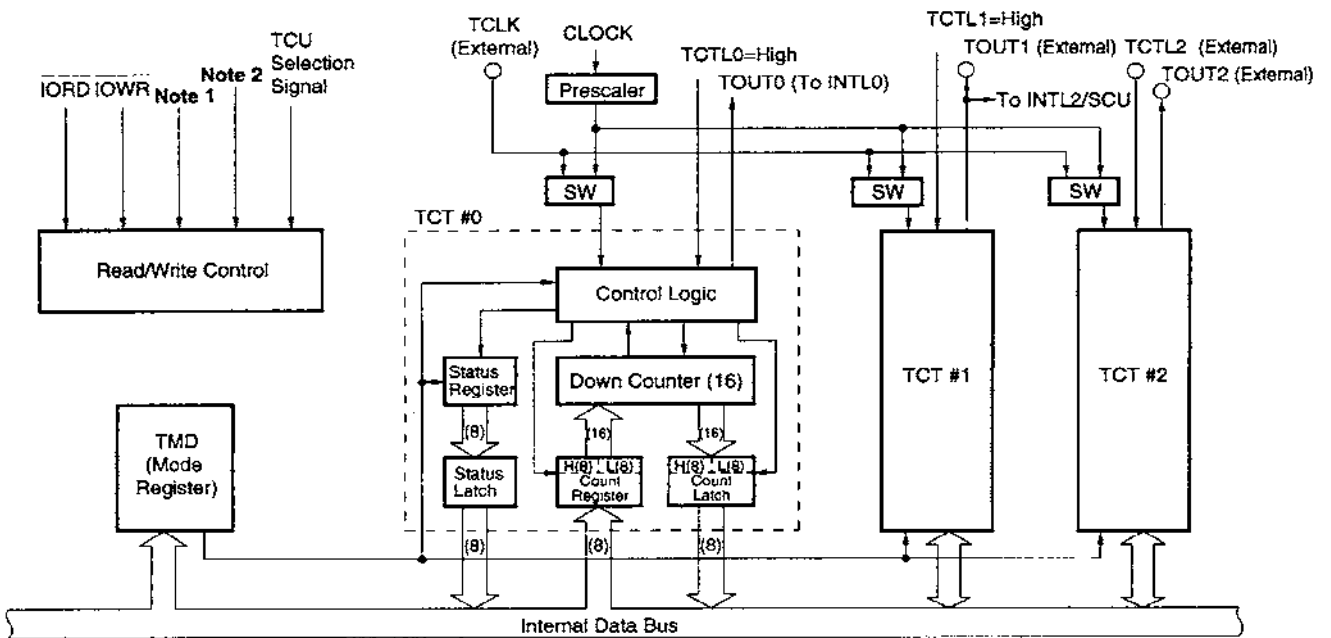 TCLK
(External)
CLOCK
TCTL0=High
TOUT0 (To INTL0)
TCTL1=High
TOUT1 (External)
TCTL2 (External)
TOUT2 (External)
To INTL2/SCU
IORD IOWR
Note 1
Note 2
TCU
Selection
Signal
Prescaler
SW
SW
SW
Read/Write Control
TCT #0
Control Logic
Status
Register
Down Counter (16)
TCT #1
TCT #2
TMD
(Mode
Register)
(8)
(16)
(16)
Status
Latch
H(8) L(8)
Count
Register
H(8) L(8)
Count
Latch
(8)
(8)
(8)
Internal Data Bus